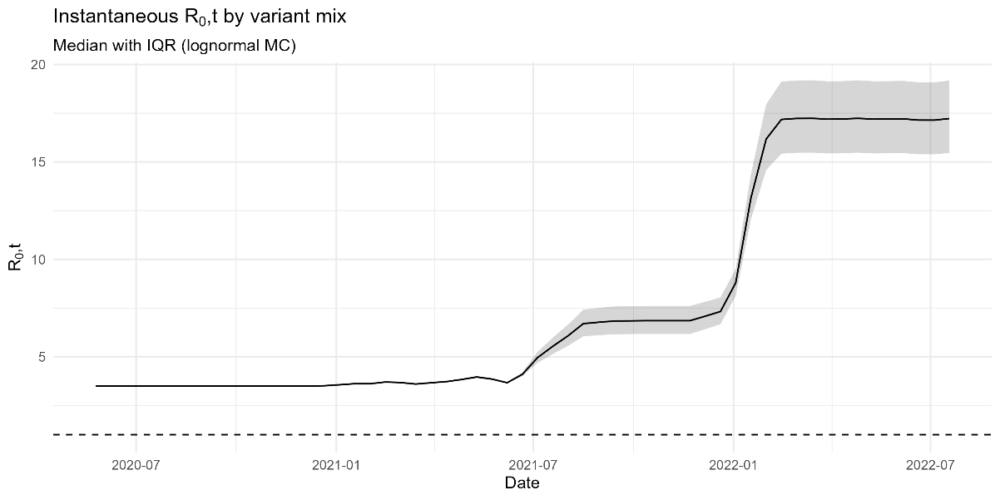 Instantaneous R₀,t by variant mix
Median with IQR (lognormal MC)
R₀,t
20
15
10
5
2020-07
2021-01
2021-07
2022-01
2022-07
Date